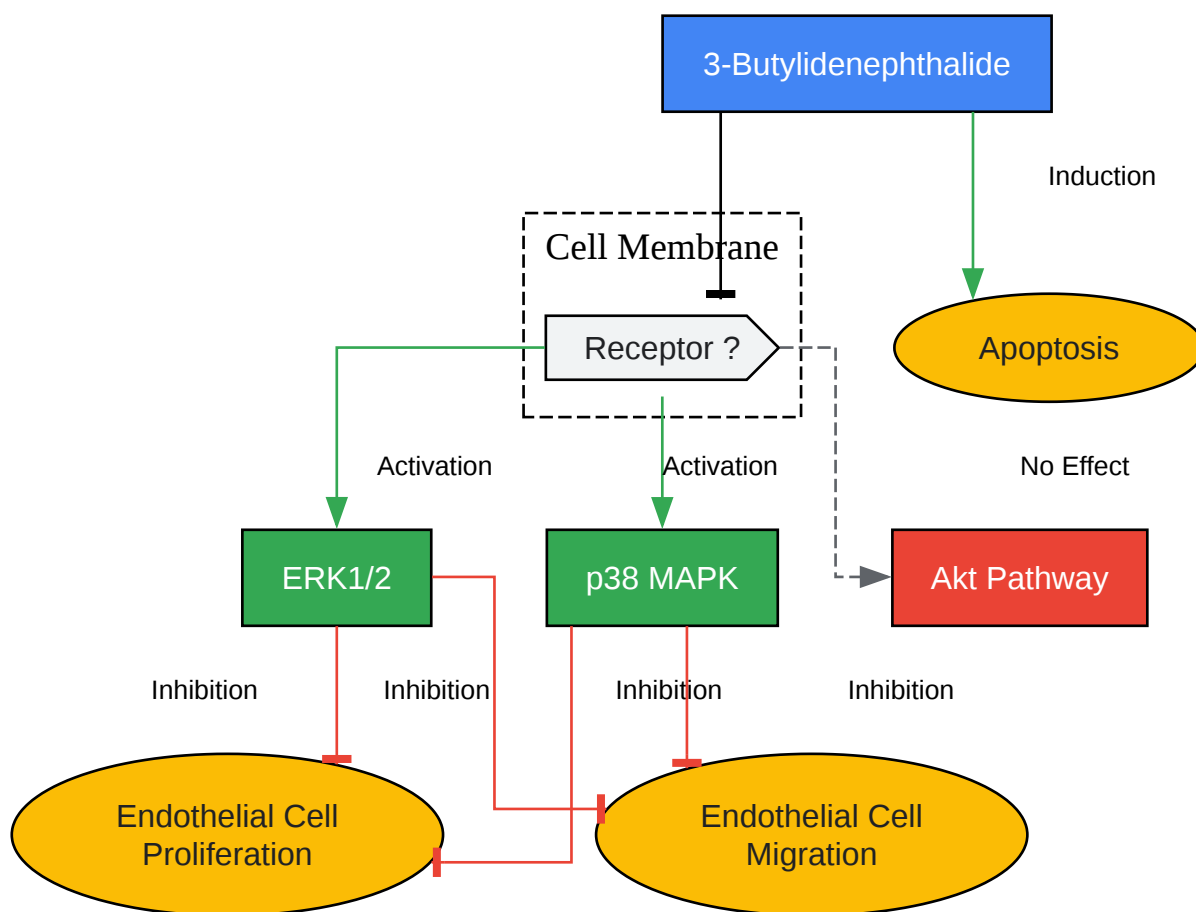 3-Butylidenephthalide
Induction
Cell Membrane
Receptor ?
Apoptosis
Activation
Activation
No Effect
ERK1/2
p38 MAPK
Akt Pathway
Inhibition
Inhibition
Inhibition
Inhibition
Endothelial Cell
Proliferation
Endothelial Cell
Migration